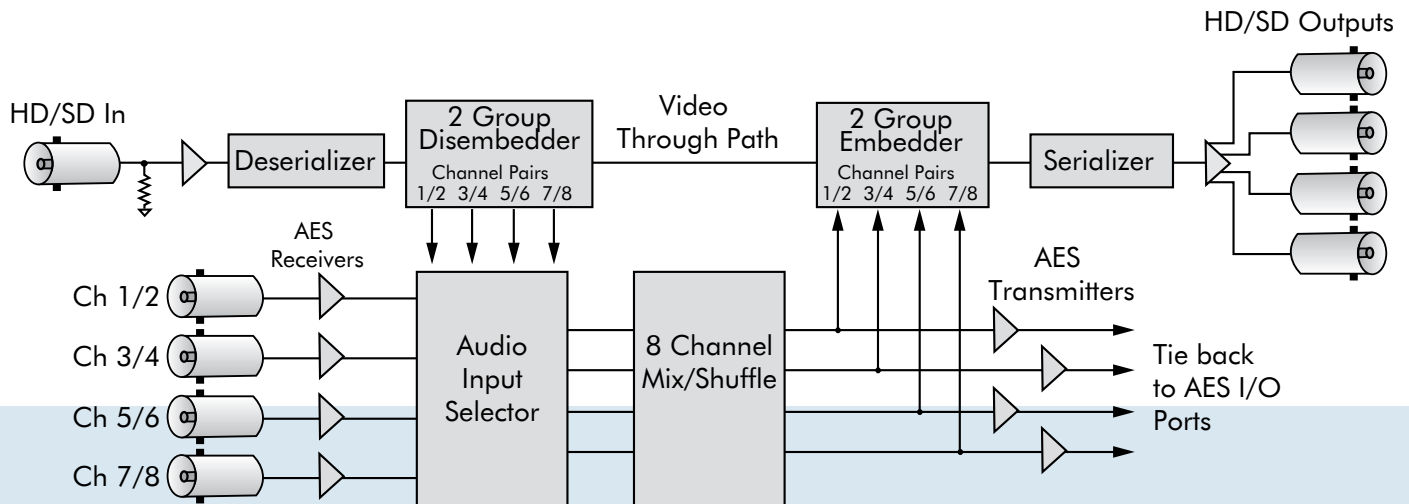 HD/SD Outputs
HD/SD In
Deserializer
2 Group
Disembedder
Channel Pairs
1/2 3/4 5/6 7/8
Video
Through Path
2 Group
Embedder
Channel Pairs
1/2 3/4 5/6 7/8
Serializer
AES
Receivers
Ch 1/2
Ch 3/4
Ch 5/6
Ch 7/8
Audio
Input
Selector
8 Channel
Mix/Shuffle
AES
Transmitters
Tie back
to AES I/O
Ports